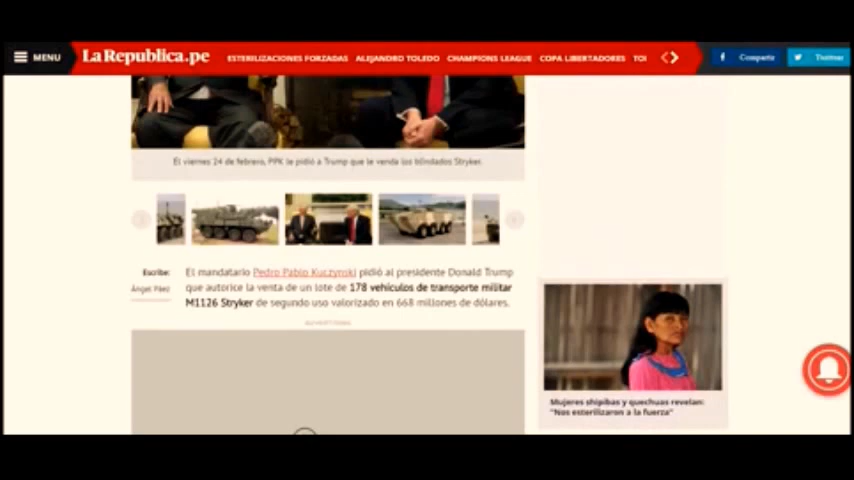 MENU
LaRepublica.pe
ESTERILIZACIONES FORZADAS ALEJANDRO TOLEDO CHAMPIONS LEAGUE COPA LIBERTADORES TO
Compartir
Twittear
El viernes 24 de febrero, PPK le pidió a Trump que le venda los blindados Stryker.
Escribe:
Ángel Páez
El mandatario Pedro Pablo Kuczynski pidió al presidente Donald Trump
que autorice la venta de un lote de 178 vehículos de transporte militar
M1126 Stryker de segundo uso valorizado en 668 millones de dólares.
Mujeres shipibas y quechuas revelan:
"Nos esterilizaron a la fuerza"